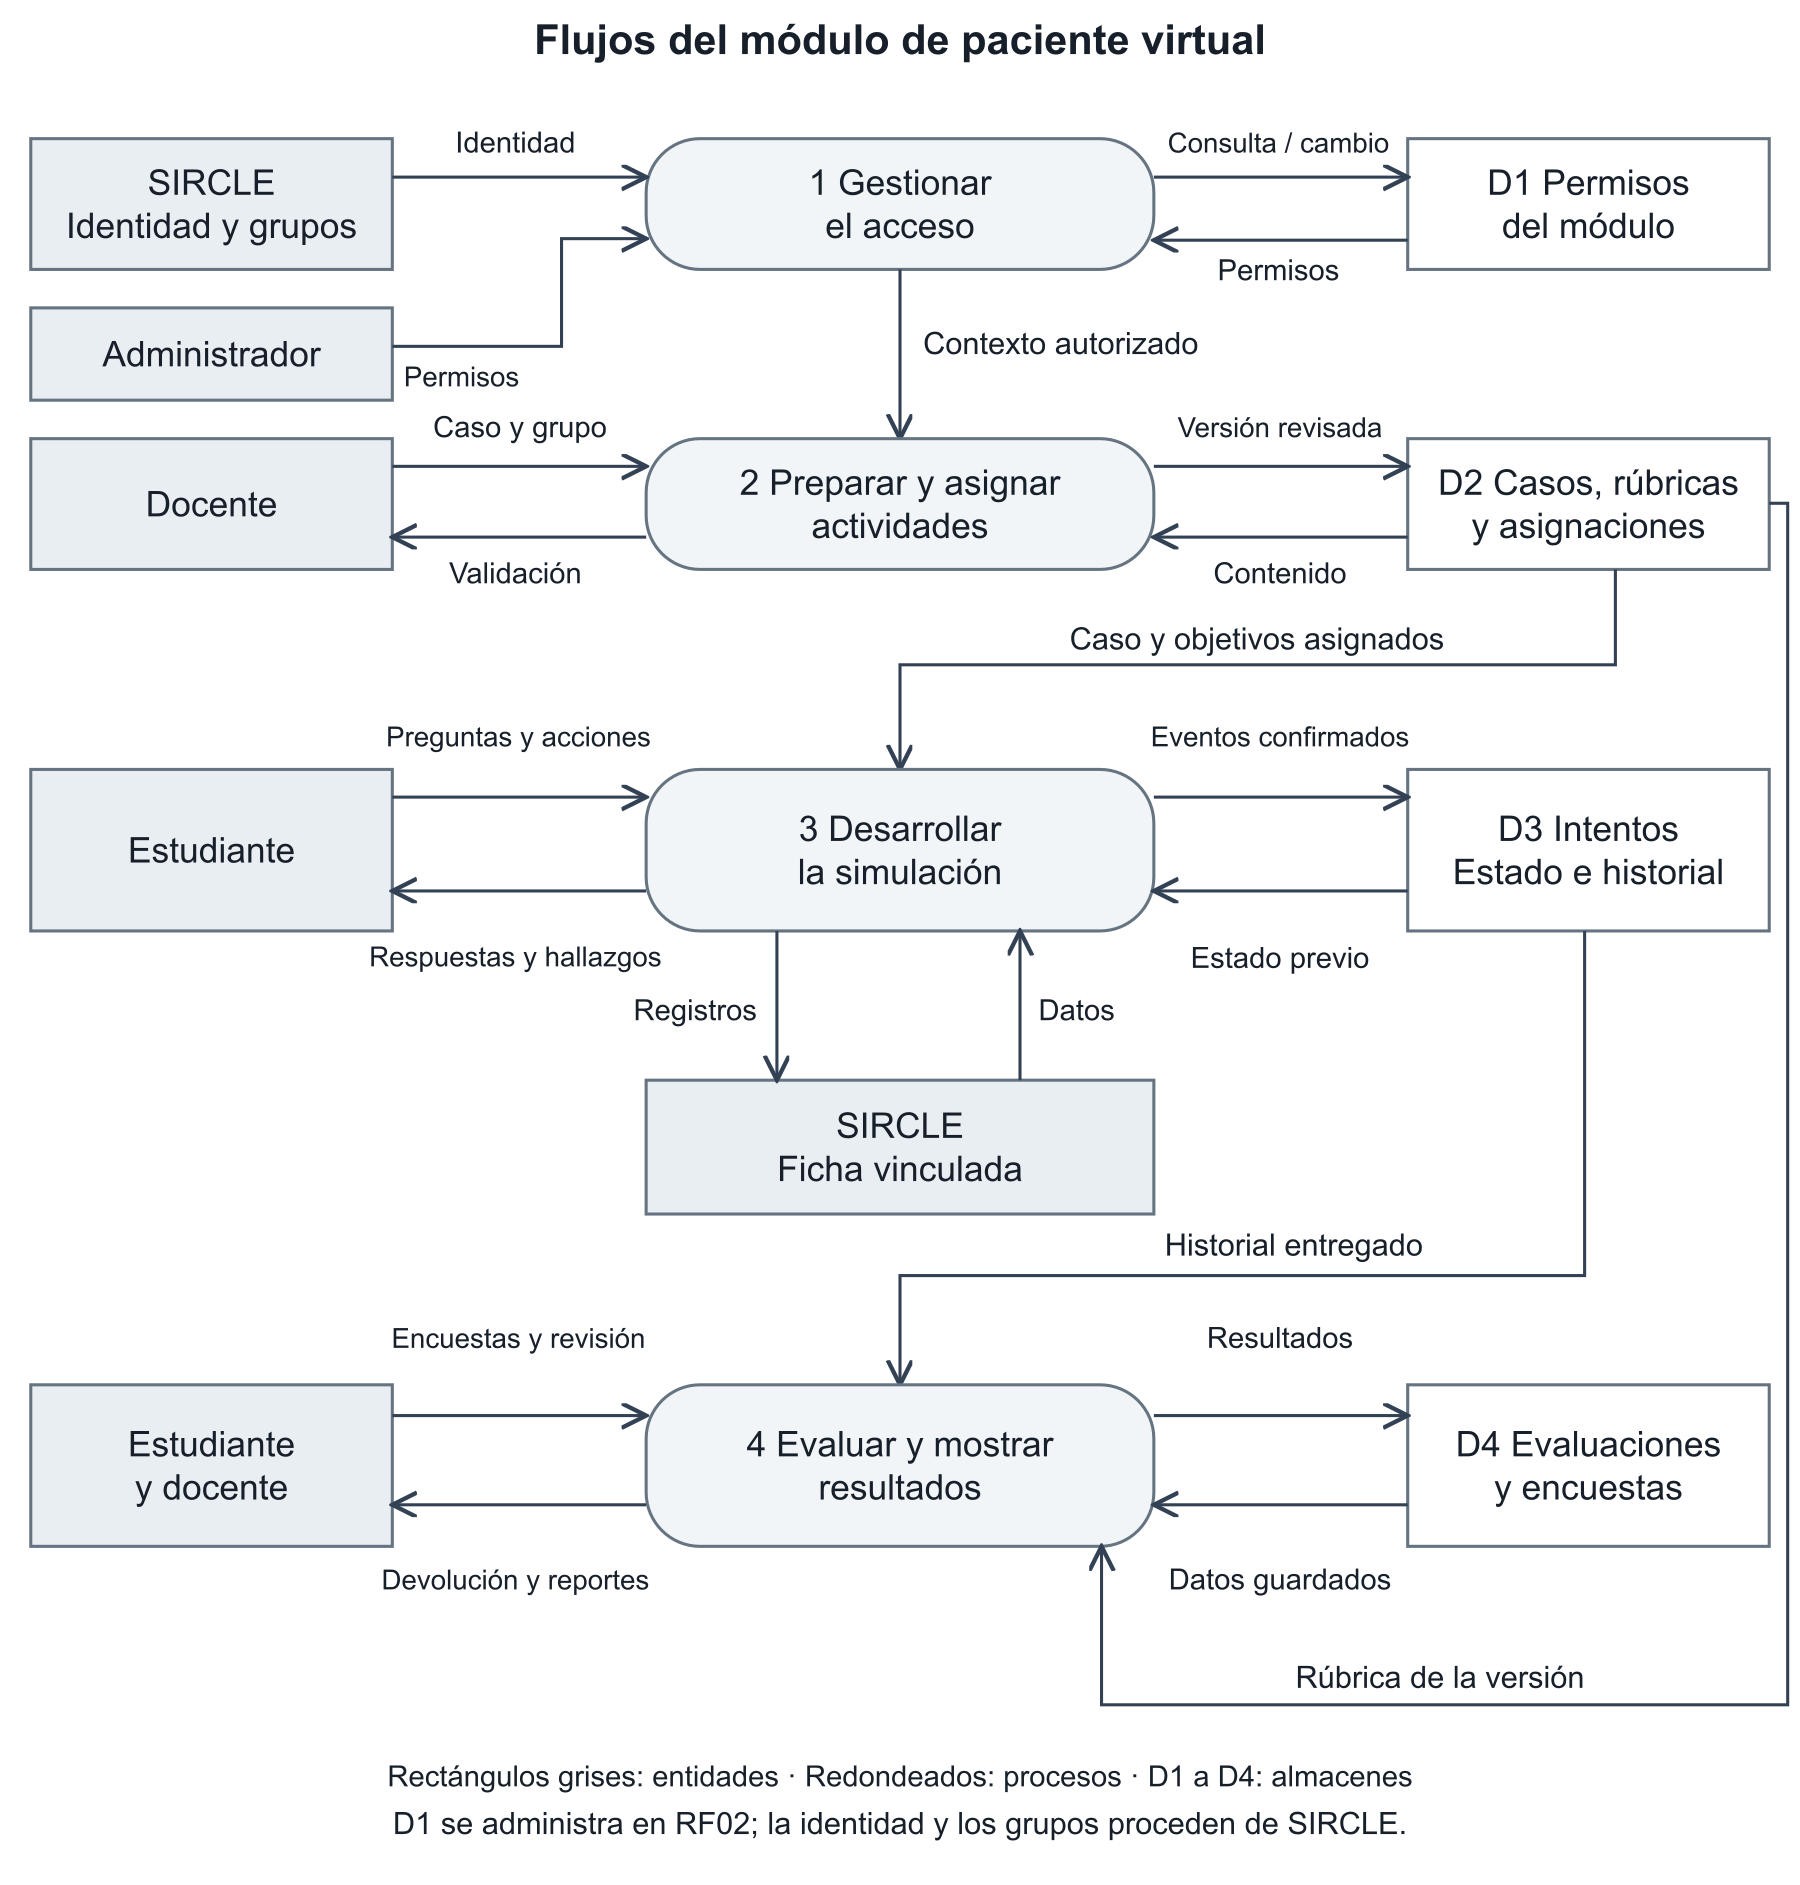 Flujos del módulo de paciente virtual
SIRCLE
Identidad y grupos
Identidad
1 Gestionar
el acceso
Consulta / cambio
D1 Permisos
del módulo
Permisos
Administrador
Permisos
Contexto autorizado
Docente
Caso y grupo
Validación
2 Preparar y asignar
actividades
Versión revisada
Contenido
D2 Casos, rúbricas
y asignaciones
Caso y objetivos asignados
Estudiante
Preguntas y acciones
Respuestas y hallazgos
3 Desarrollar
la simulación
Eventos confirmados
Estado previo
D3 Intentos
Estado e historial
Registros
Datos
SIRCLE
Ficha vinculada
Historial entregado
Encuestas y revisión
Estudiante
y docente
Devolución y reportes
4 Evaluar y mostrar
resultados
Resultados
Datos guardados
D4 Evaluaciones
y encuestas
Rúbrica de la versión
Rectángulos grises: entidades · Redondeados: procesos · D1 a D4: almacenes
D1 se administra en RF02; la identidad y los grupos proceden de SIRCLE.